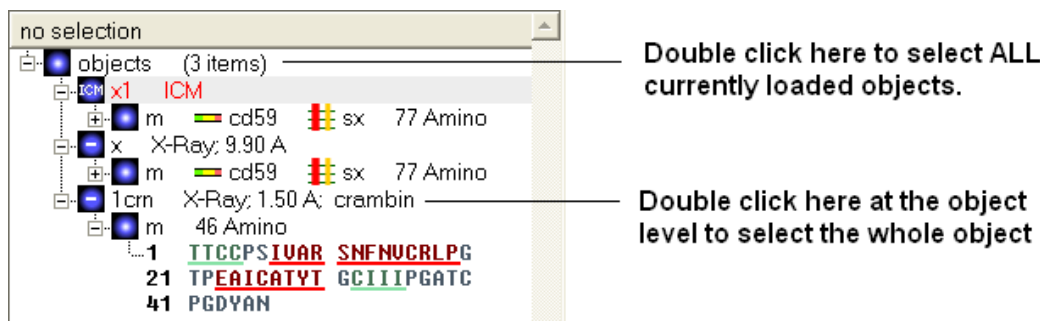 no selection
objects (3 items)
Double click here to select ALL
currently loaded objects.
ICM x1 ICM
m cd59 sx 77 Amino
x X-Ray; 9.90 A
m cd59 sx 77 Amino
1crn X-Ray; 1.50 A; crambin
Double click here at the object
level to select the whole object
m 46 Amino
1 TTCCPSIVAR SNFNVCRLPG
21 TPEAICATYT GCIIIPGATC
41 PGDYAN